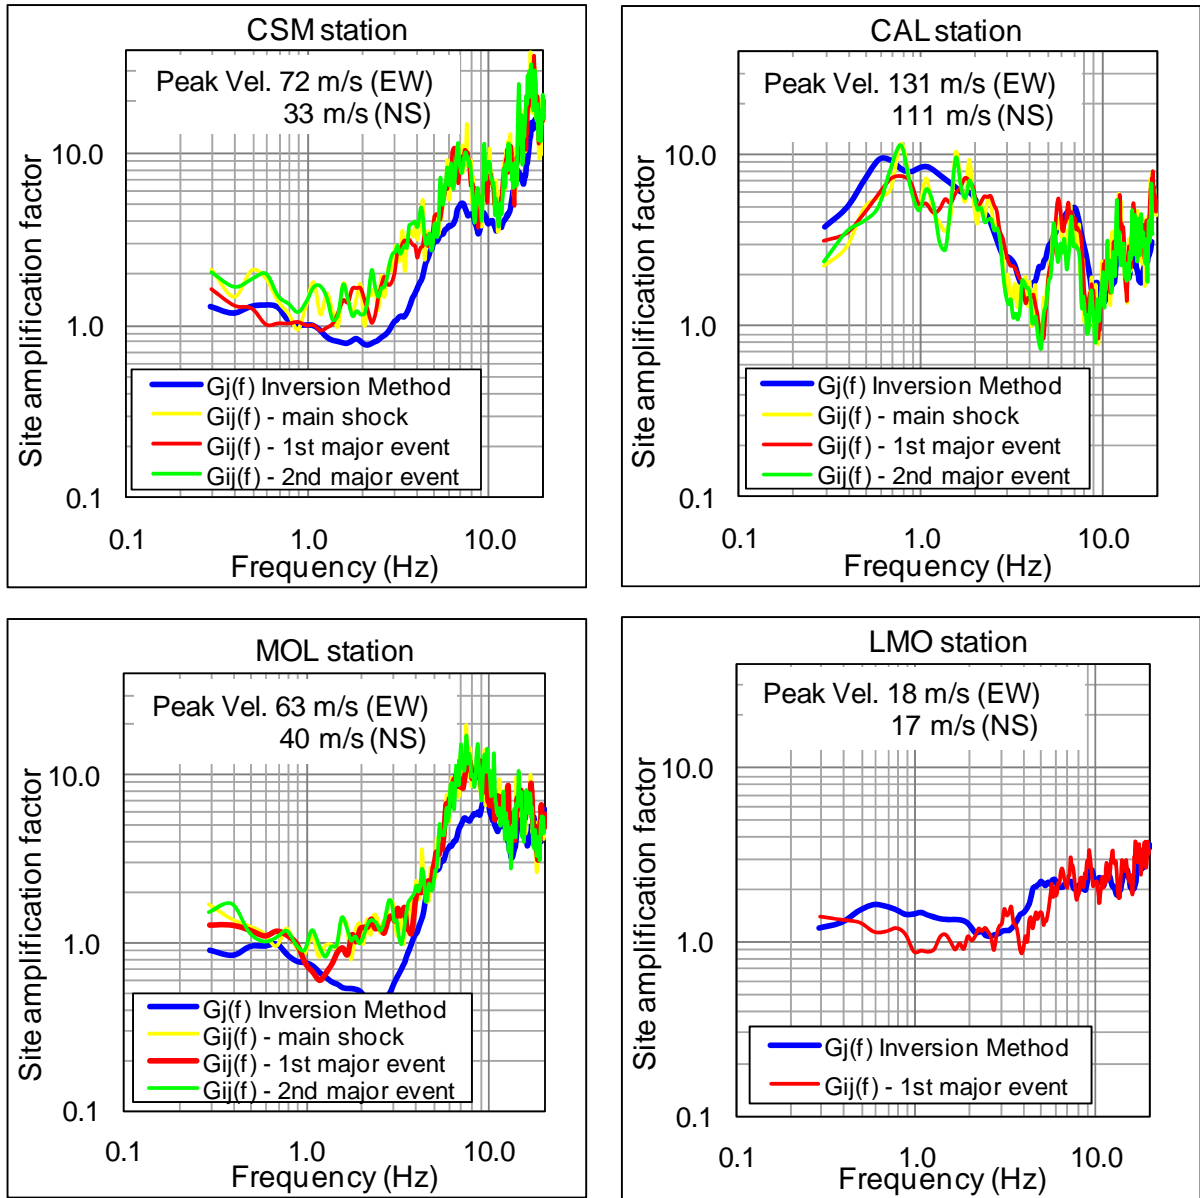 CSM station
Peak Vel. 72 m/s (EW)
33 m/s (NS)
Site amplification factor
10.0
1.0
0.1
Gj(f) Inversion Method
Gij(f) - main shock
Gij(f) - 1st major event
Gij(f) - 2nd major event
0.1
1.0
10.0
Frequency (Hz)
CAL station
Peak Vel. 131 m/s (EW)
111 m/s (NS)
Site amplification factor
10.0
1.0
0.1
Gj(f) Inversion Method
Gij(f) - main shock
Gij(f) - 1st major event
Gij(f) - 2nd major event
0.1
1.0
10.0
Frequency (Hz)
MOL station
Peak Vel. 63 m/s (EW)
40 m/s (NS)
Site amplification factor
10.0
1.0
0.1
Gj(f) Inversion Method
Gij(f) - main shock
Gij(f) - 1st major event
Gij(f) - 2nd major event
0.1
1.0
10.0
Frequency (Hz)
LMO station
Peak Vel. 18 m/s (EW)
17 m/s (NS)
Site amplification factor
10.0
1.0
0.1
Gj(f) Inversion Method
Gij(f) - 1st major event
0.1
1.0
10.0
Frequency (Hz)